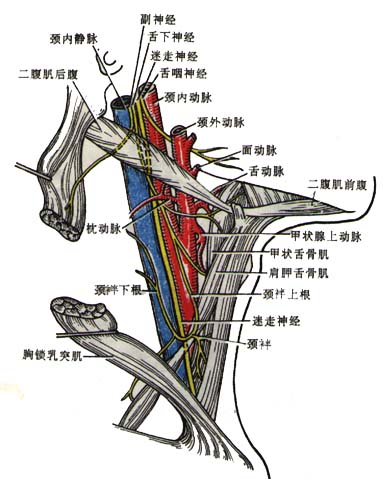 副神经
颈内静脉
舌下神经
迷走神经
二腹肌后腹
舌咽神经
颈内动脉
颈外动脉
面动脉
舌动脉
二腹肌前腹
枕动脉
甲状腺上动脉
甲状舌骨肌
肩胛舌骨肌
颈袢下根
颈袢上根
迷走神经
颈袢
胸锁乳突肌